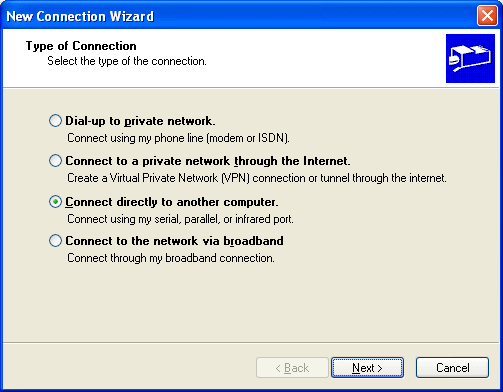 New Connection Wizard
Type of Connection
Select the type of the connection.
Dial-up to private network.
Connect using my phone line (modem or ISDN).
Connect to a private network through the Internet.
Create a Virtual Private Network (VPN) connection or tunnel through the internet.
Connect directly to another computer.
Connect using my serial, parallel, or infrared port.
Connect to the network via broadband
Connect through my broadband connection.
< Back
Next >
Cancel